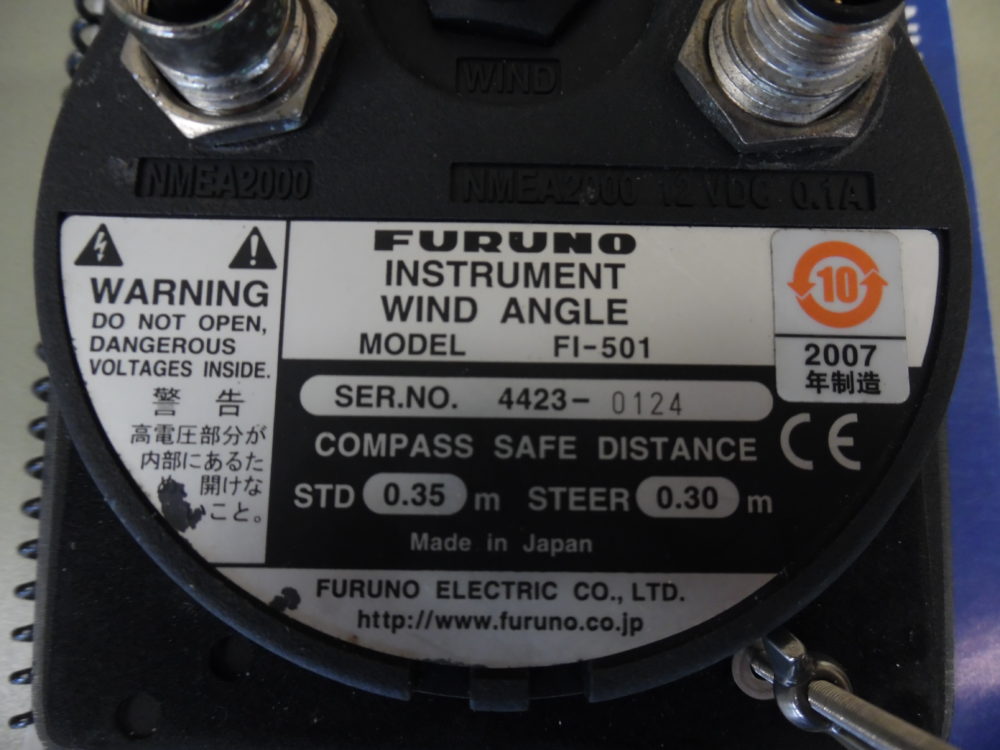 WIND
NMEA2000
NMEA2000 12 VDC 0.1A
WARNING
DO NOT OPEN,
DANGEROUS
VOLTAGES INSIDE.
警 告
高電圧部分が
内部にあるた
め 開けな
こと。
FURUNO
INSTRUMENT
WIND ANGLE
MODEL FI-501
10
2007
年制造
SER.NO. 4423- 0124
COMPASS SAFE DISTANCE
CE
STD 0.35 m STEER 0.30 m
Made in Japan
FURUNO ELECTRIC CO., LTD.
http://www.furuno.co.jp